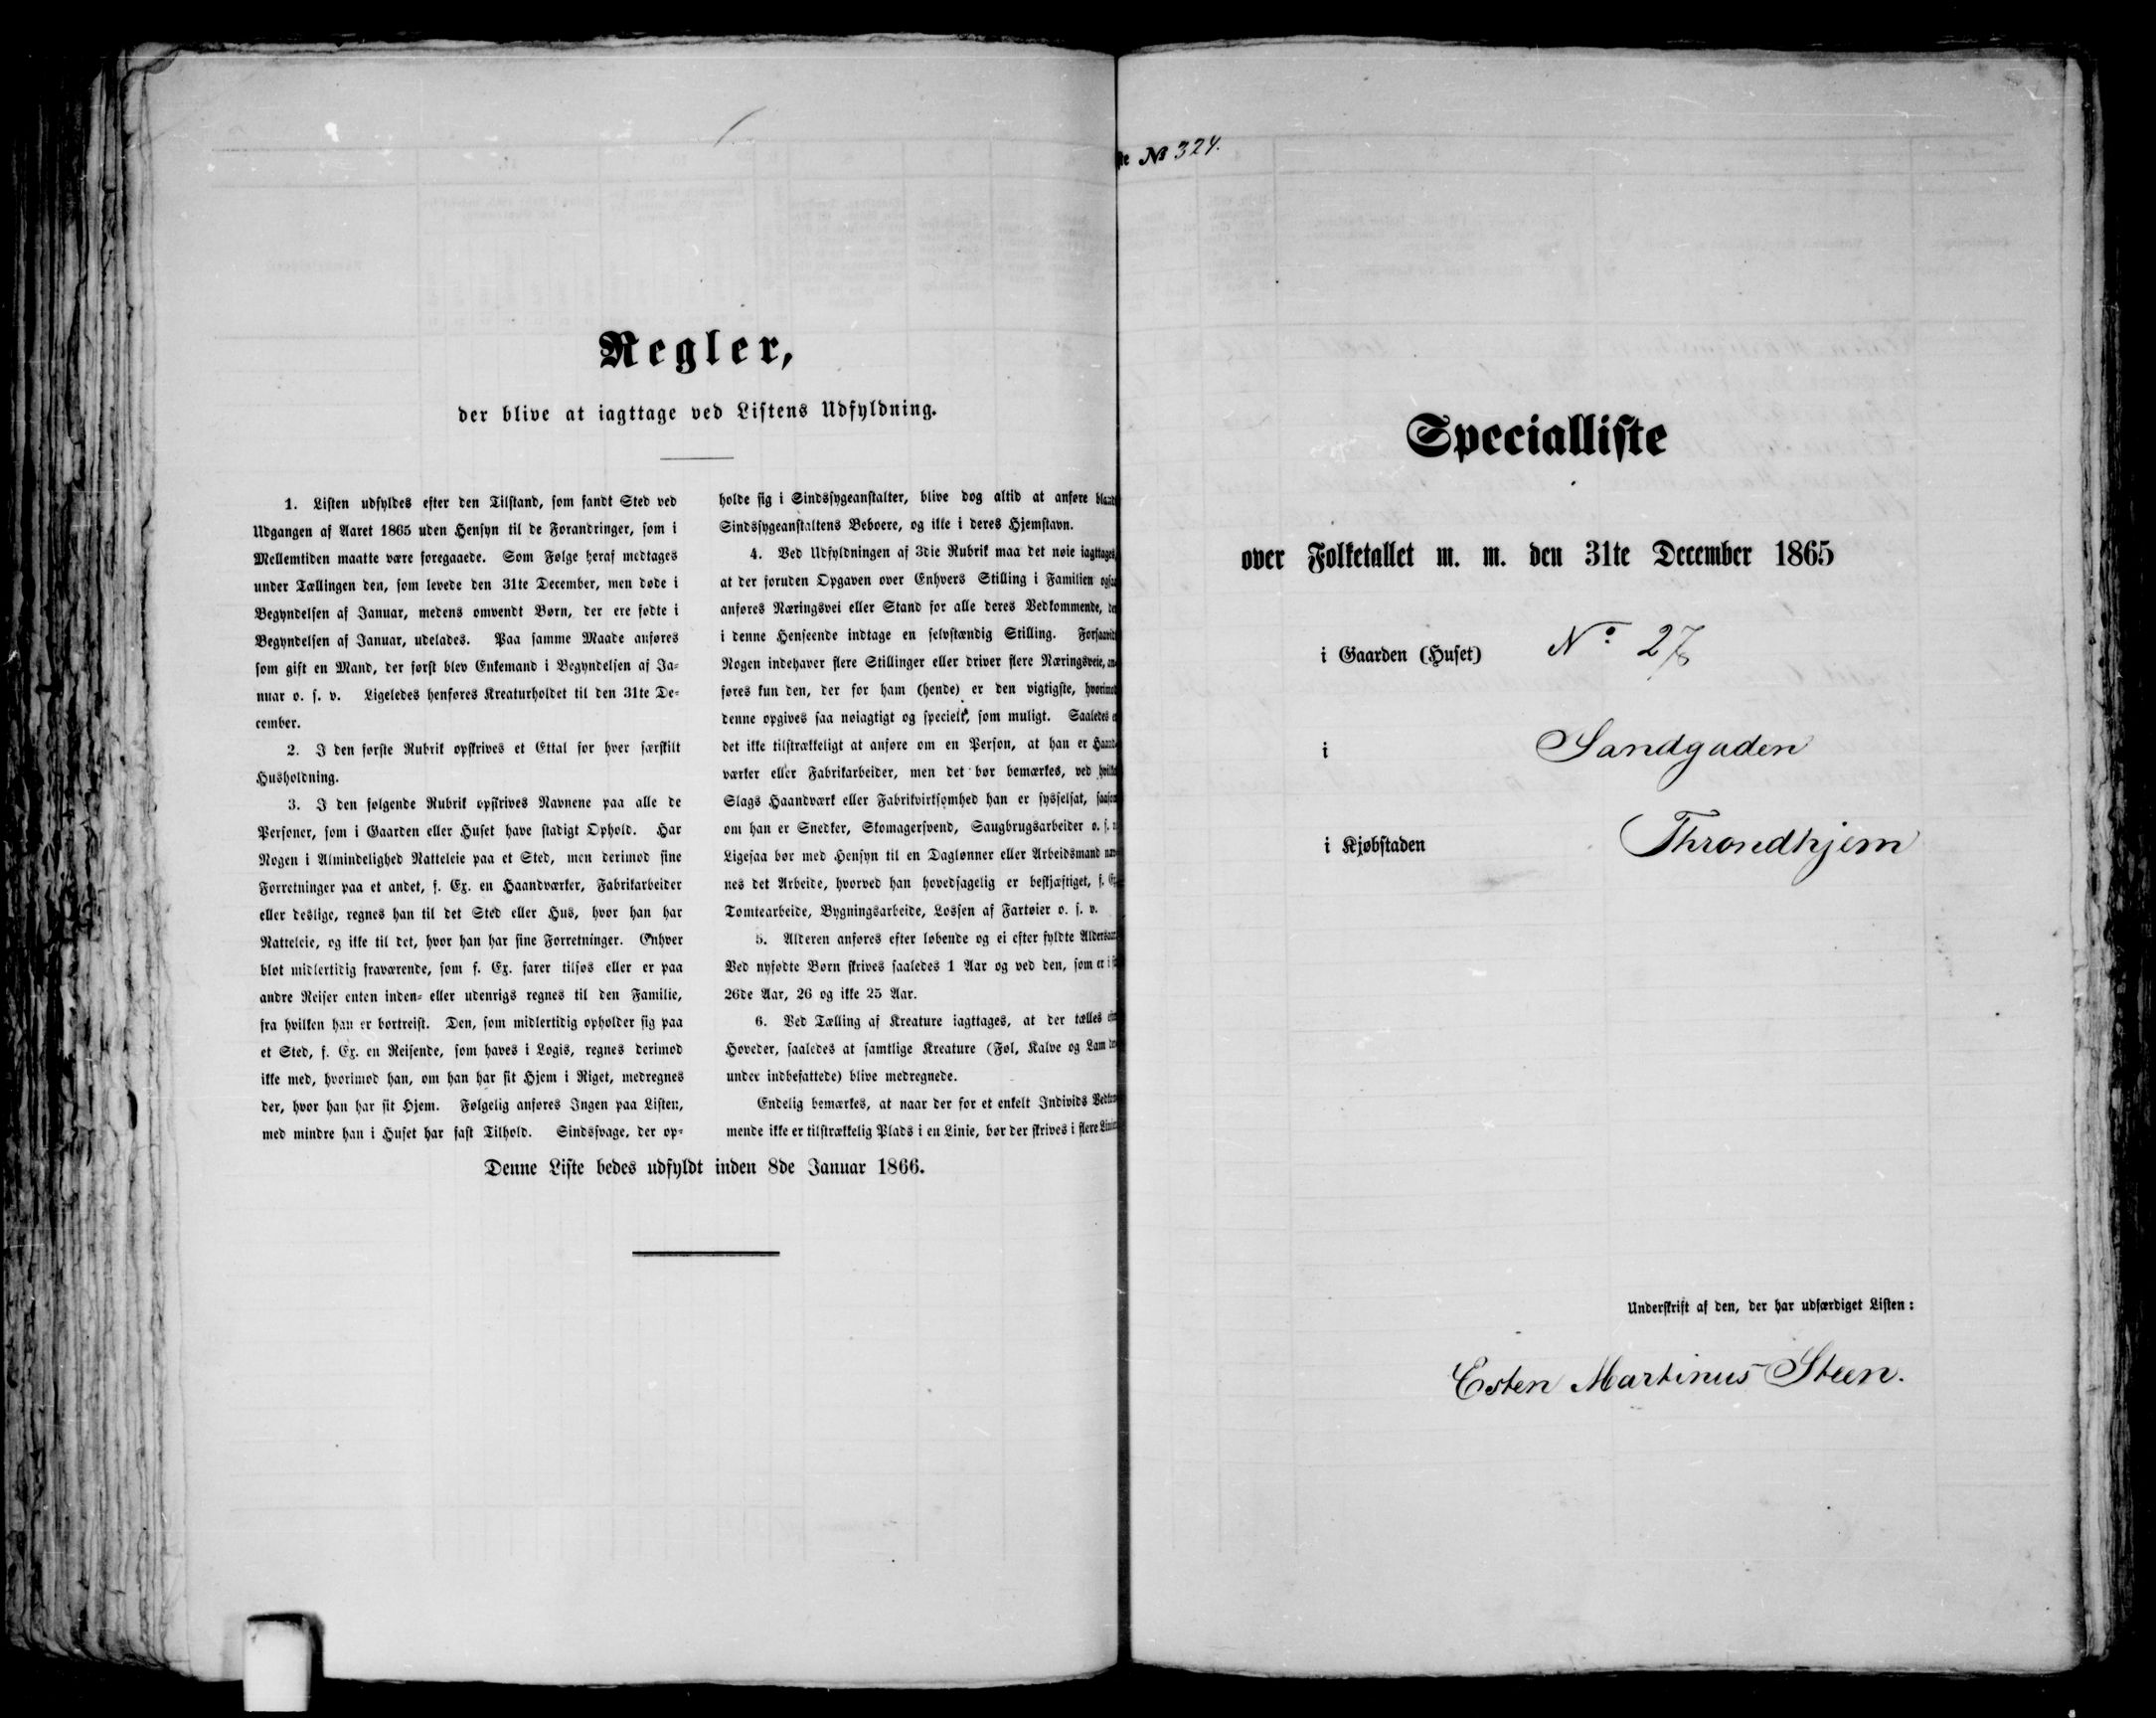 Regler,
der blive at iagttage ved Listens Udfyldning.
1. Listen udfyldes efter den Tilstand, som fandt Sted ved
Udgangen af Aaret 1865 uden Hensyn til de Forandringer, som i
Mellemtiden maatte være foregaaede. Som Følge heraf medtages
under Tællingen den, som levede den 31te December, men døde i
Begyndelsen af Januar, medens omvendt Børn, der ere fødte i
Begyndelsen af Januar, udelades. Paa samme Maade anføres
som gift en Mand, der først blev Enkemand i Begyndelsen af Ja-
nuar o. s. v. Ligeledes henføres Kreaturholdet til den 31te De-
cember.
2. I den første Rubrik opskrives et Ettal for hver særskilt
Husholdning.
3. I den følgende Rubrik opskrives Navnene paa alle de
Personer, som i Gaarden eller Huset have stadigt Ophold. Har
Nogen i Almindelighed Natteleie paa et Sted, men derimod sine
Forretninger paa et andet, f. Ex. en Haandværker, Fabrikarbeider
eller deslige, regnes han til det Sted eller Hus, hvor han har
Natteleie, og ikke til det, hvor han har sine Forretninger. Enhver
blot midlertidig fraværende, som f. Ex. farer tilsøs eller er paa
andre Reiser enten inden- eller udenrigs regnes til den Familie,
fra hvilken han er bortreist. Den, som midlertidig opholder sig paa
et Sted, f. Ex. en Reisende, som haves i Logis, regnes derimod
ikke med, hvorimod han, om han har sit Hjem i Riget, medregnes
der, hvor han har sit Hjem. Følgelig anføres Ingen paa Listen,
med mindre han i Huset har fast Tilhold. Sindssvage, der op-
holde sig i Sindssygeanstalter, blive dog altid at anføre blandt
Sindssygeanstaltens Beboere, og ikke i deres Hjemstavn.
4. Ved Udfyldningen af 3die Rubrik maa det nøie iagttages,
at der foruden Opgaven over Enhvers Stilling i Familien ogsaa
anføres Næringsvei eller Stand for alle deres Vedkommende, der
i denne Henseende indtage en selvstændig Stilling. Forsaavidt
Nogen indehaver flere Stillinger eller driver flere Næringsveie, an-
føres kun den, der for ham (hende) er den vigtigste, hvorimod
denne opgives saa nøiagtigt og specielt, som muligt. Saaledes
det ikke tilstrækkeligt at anføre om en Person, at han er Haand-
værker eller Fabrikarbeider, men det bør bemærkes, ved hvilket
Slags Haandværk eller Fabrikvirksomhed han er sysselsat, saasom
om han er Snedker, Skomagersvend, Saugbrugsarbeider o. s.
Ligesaa bør med Hensyn til en Daglønner eller Arbeidsmand
nes det Arbeide, hvorved han hovedsagelig er beskjæftiget, f. Ex.
Tomtearbeide, Bygningsarbeide, Lossen af Fartøier o. s. v.
5. Alderen anføres efter løbende og ei efter fyldte
Ved nyfødte Børn skrives saaledes 1 Aar og ved den, som er i
26de Aar, 26 og ikke 25 Aar.
6. Ved Tælling af Kreature iagttages, at der tælles
Hoveder, saaledes at samtlige Kreature (Føl, Kalve og Lam
under indbefattede) blive medregnede.
Endelig bemærkes, at naar der for et enkelt Individs
mende ikke er tilstrækkelig Plads i en Linie, bør der skrives i flere Linier
Denne Liste bedes udfyldt inden 8de Januar 1866.
№ 324.
Specialliste
over Folketallet m. m. den 31te December 1865
i Gaarden (Huset) No 27
i Sandgaden
i Kjøbstaden Throndhjem
Underskrift af den, der har udfærdiget Listen:
Esten Martinus Steen.